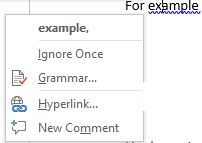 For example
example,
Ignore Once
Grammar...
Hyperlink...
New Comment